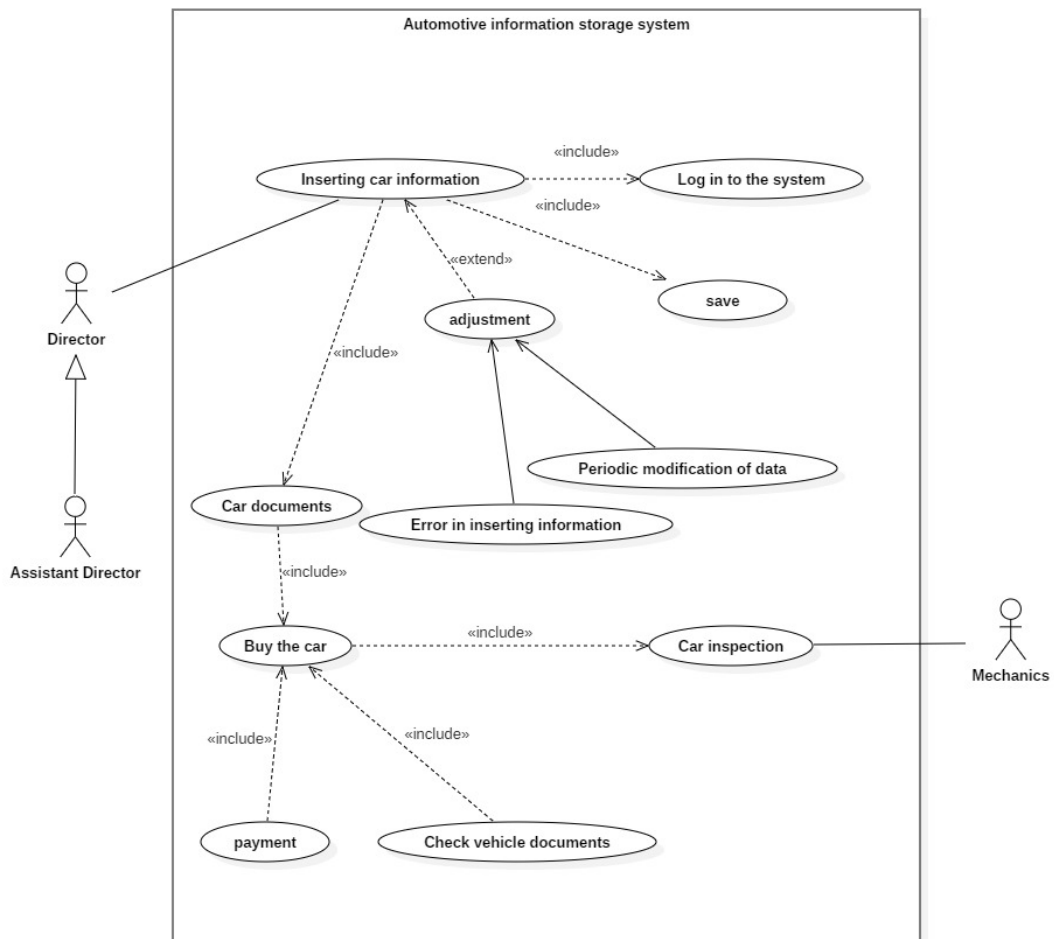 Automotive information storage system
«include»
Inserting car information
Log in to the system
«include»
«extend»
save
adjustment
Director
«include»
Periodic modification of data
Car documents
Error in inserting information
Assistant Director
«include»
«include»
Buy the car
Car inspection
Mechanics
«include»
«include»
payment
Check vehicle documents